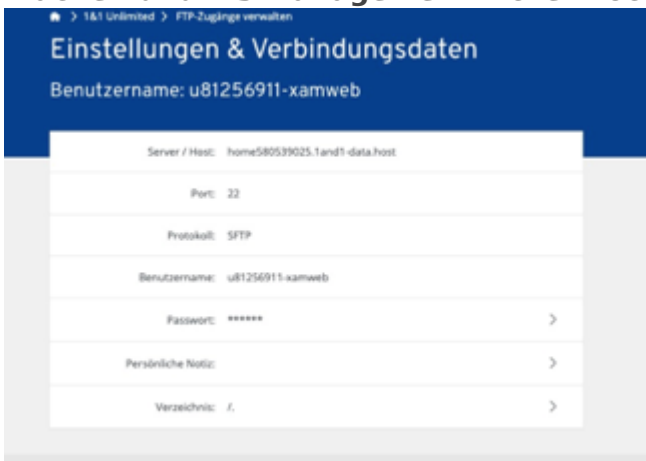 > 1&1 Unlimited > FTP-Zugänge verwalten
Einstellungen & Verbindungsdaten
Benutzername: u81256911-xamweb
Server / Host: home580539025.1and1-data.host
Port: 22
Protokoll: SFTP
Benutzername: u81256911-xamweb
Passwort: ****** >
Persönliche Notiz: >
Verzeichnis: /. >